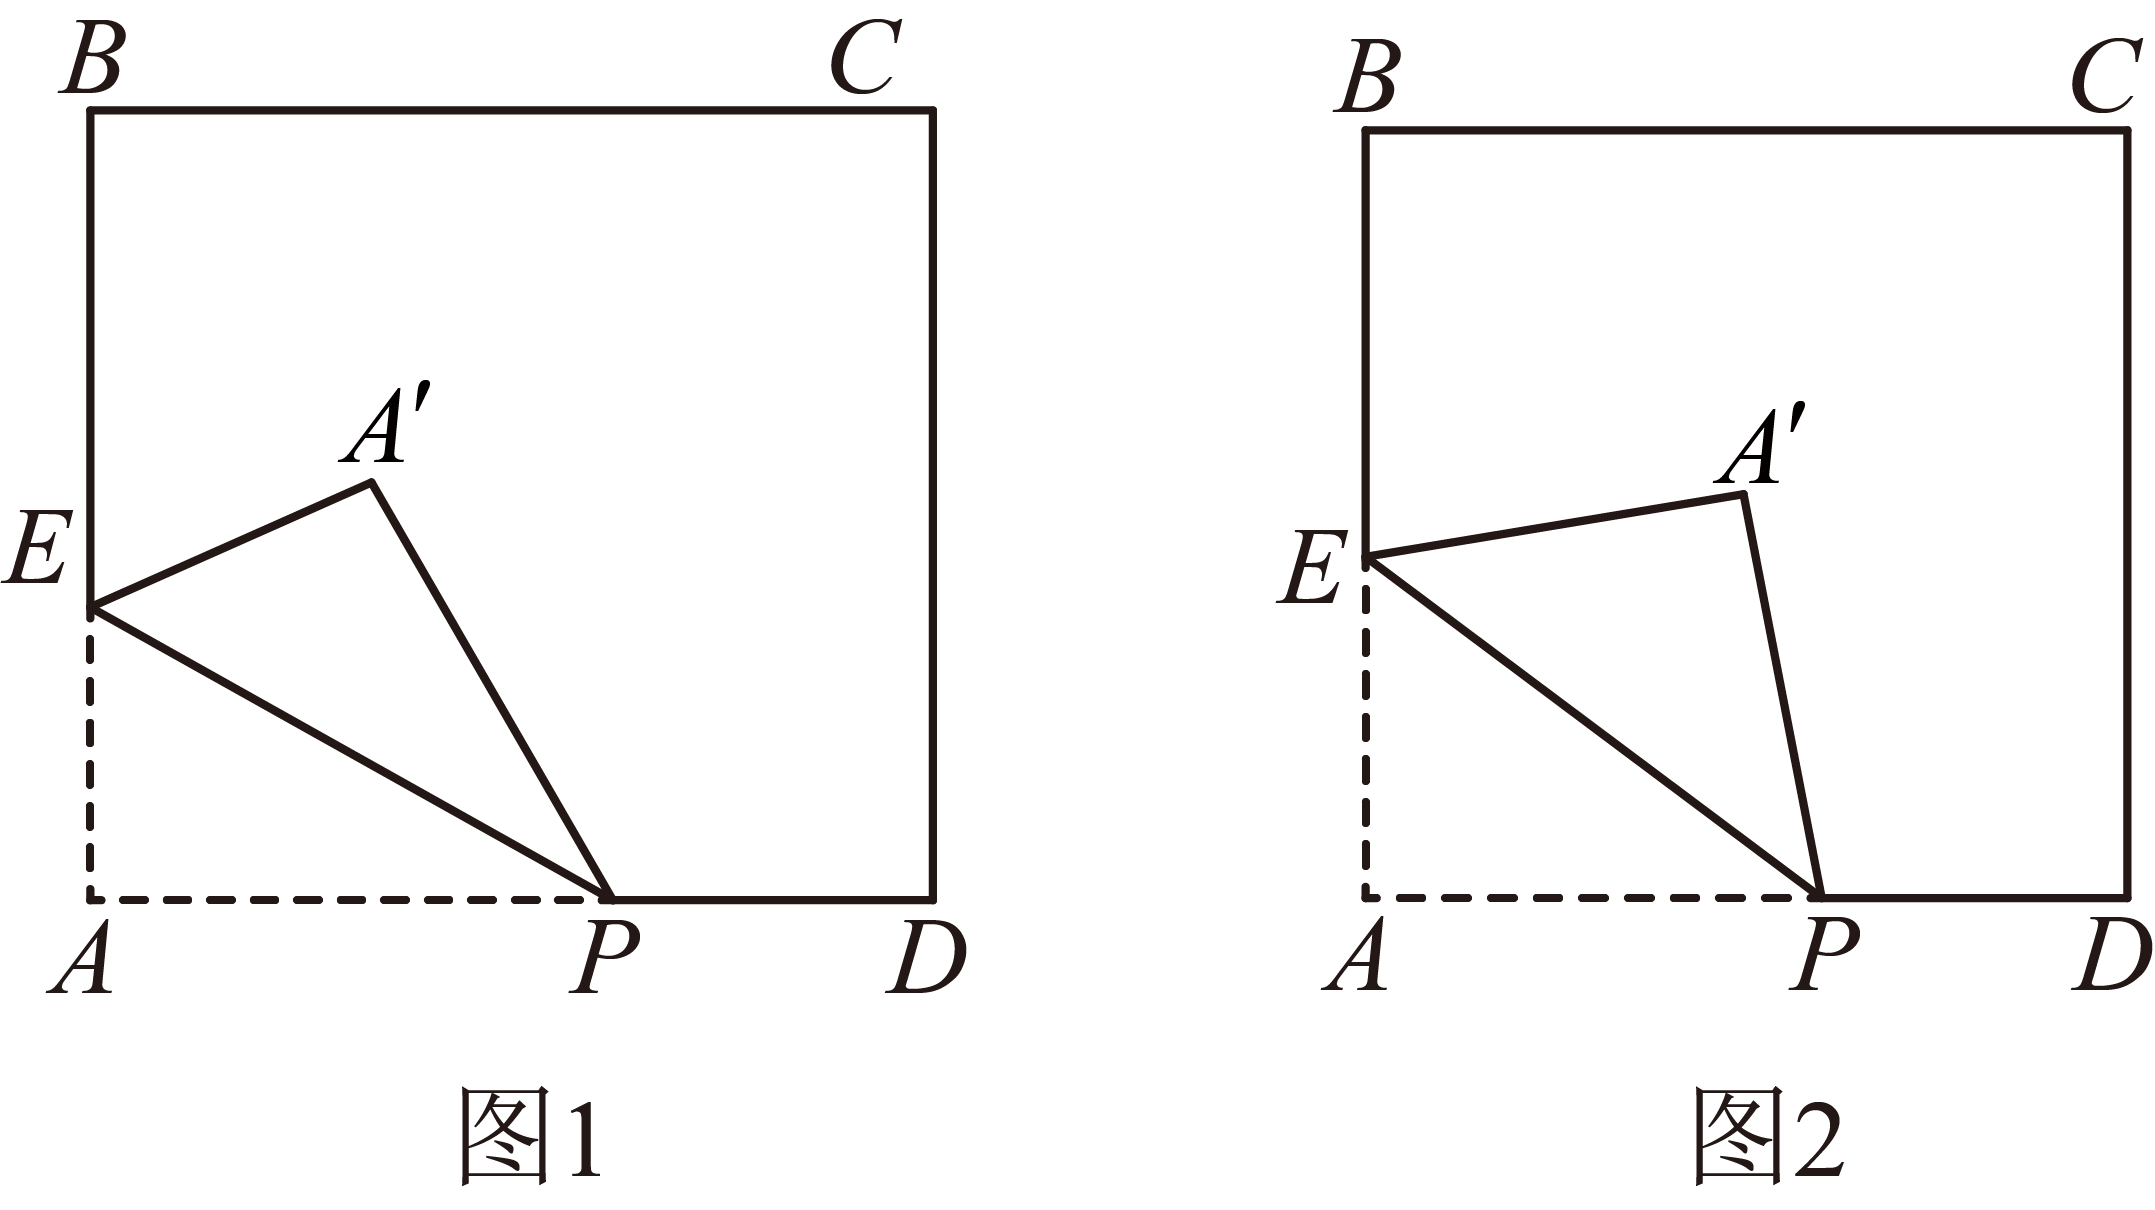 B C B C
A′ A′
E E
A P D A P D
图1 图2